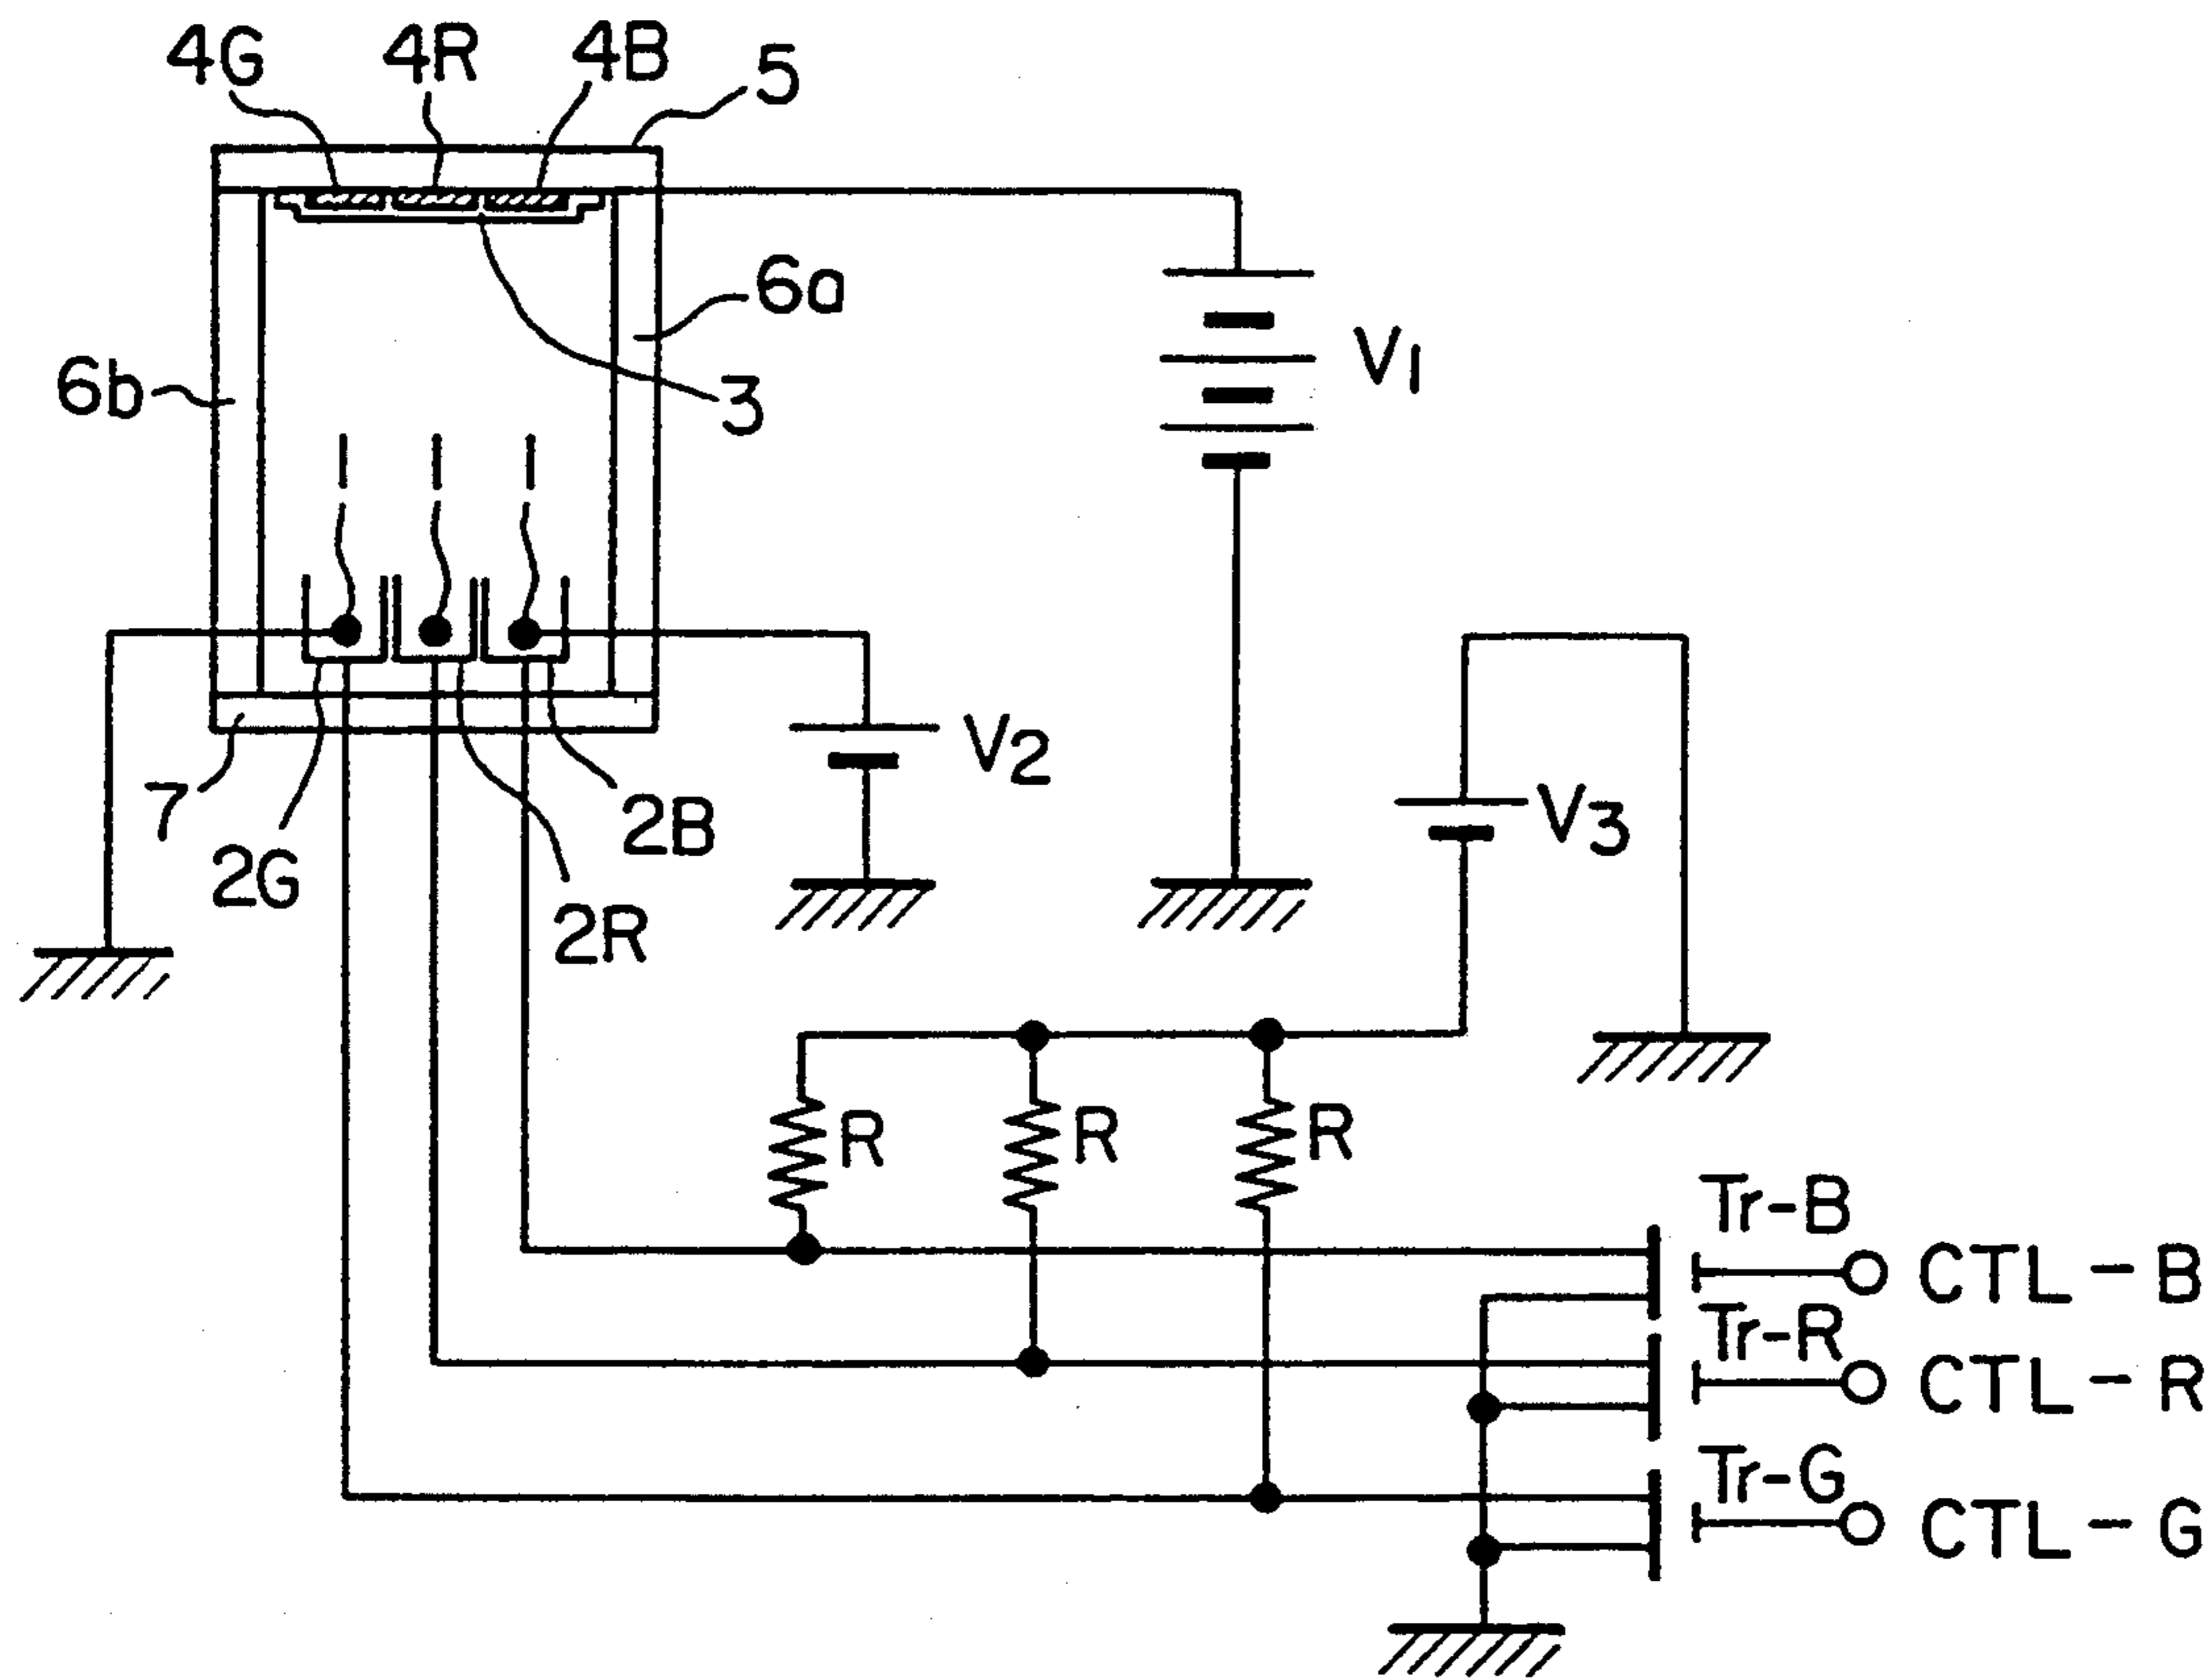 4G 4R 4B 5
6a
V1
6b
3
1 1 1
V2
7
2G
2B
2R
V3
R R R
Tr-B
CTL-B
Tr-R
CTL-R
Tr-G
CTL-G